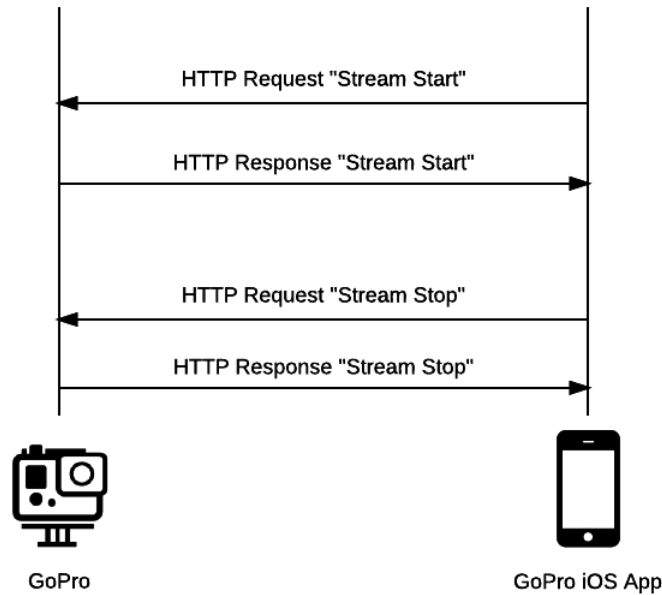 HTTP Request "Stream Start"
HTTP Response "Stream Start"
HTTP Request "Stream Stop"
HTTP Response "Stream Stop"
GoPro
GoPro iOS App